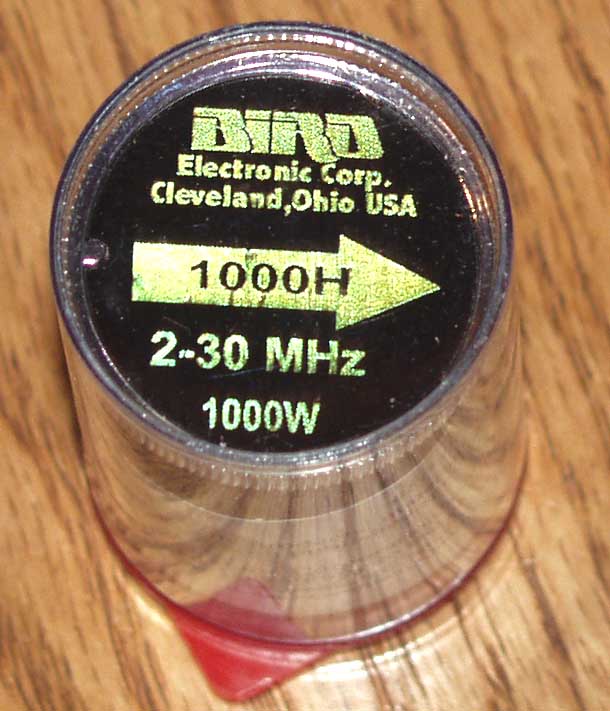 BIRD
Electronic Corp.
Cleveland,Ohio USA
1000H
2-30 MHz
1000W